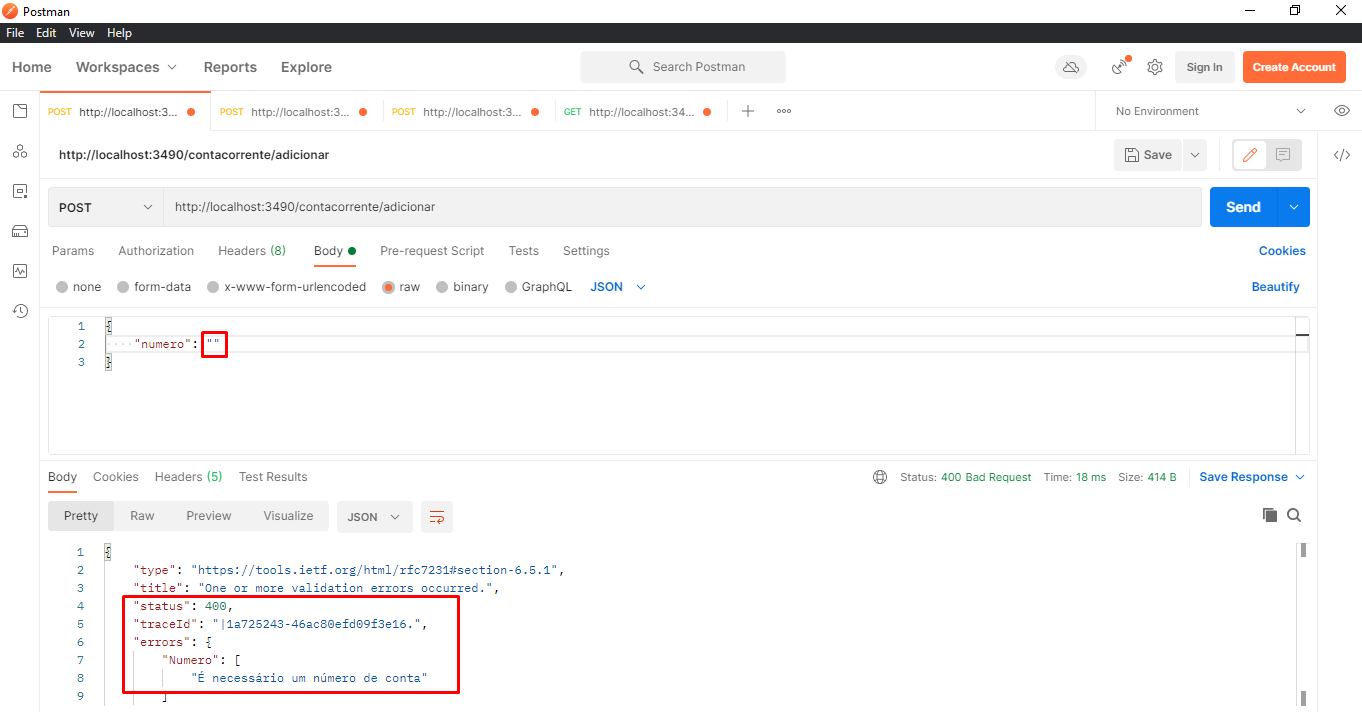 Postman
File Edit View Help
Home Workspaces Reports Explore Search Postman Sign In Create Account
POST http://localhost:3... POST http://localhost:3... POST http://localhost:3... GET http://localhost:34... No Environment
http://localhost:3490/contacorrente/adicionar Save
POST http://localhost:3490/contacorrente/adicionar Send
Params Authorization Headers (8) Body Pre-request Script Tests Settings Cookies
none form-data x-www-form-urlencoded raw binary GraphQL JSON Beautify
1 {
2 "numero": ""
3 }
Body Cookies Headers (5) Test Results Status: 400 Bad Request Time: 18 ms Size: 414 B Save Response
Pretty Raw Preview Visualize JSON
1 {
2 "type": "https://tools.ietf.org/html/rfc7231#section-6.5.1",
3 "title": "One or more validation errors occurred.",
4 "status": 400,
5 "traceId": "|1a725243-46ac80efd09f3e16.",
6 "errors": {
7 "Numero": [
8 "É necessário um número de conta"
9 ]